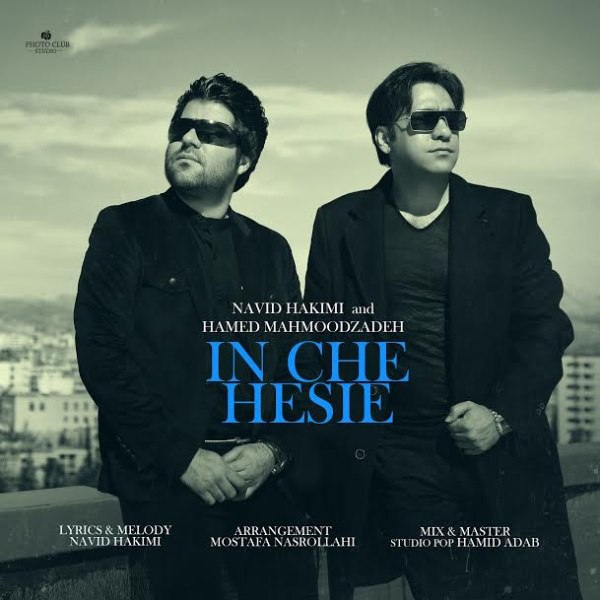 PHOTO CLUB
STUDIO
NAVID HAKIMI and
HAMED MAHMOODZADEH
IN CHE
HESIE
LYRICS & MELODY
NAVID HAKIMI
ARRANGEMENT
MOSTAFA NASROLLAHI
MIX & MASTER
STUDIO POP HAMID ADAB